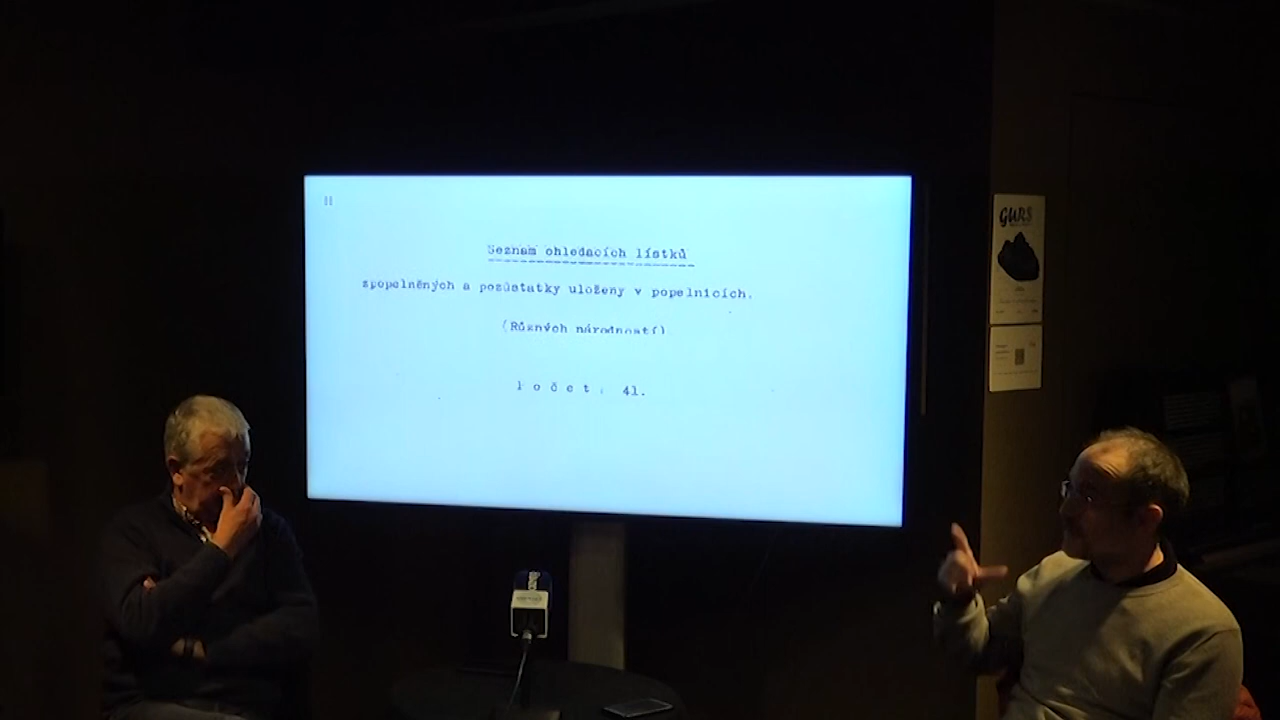 Seznam ohledacích lístků
zpopelněných a pozůstatky uloženy v popelnicích.
(Různých národností)
Počet: 41.
GURS